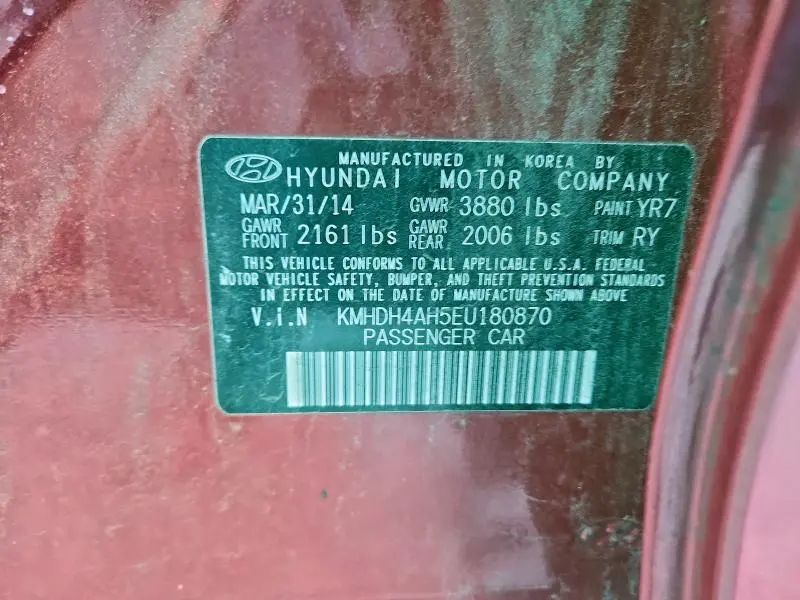 MANUFACTURED IN KOREA BY
HYUNDAI MOTOR COMPANY
MAR/31/14 GVWR 3880 lbs PAINT YR7
GAWR FRONT 2161 lbs GAWR REAR 2006 lbs TRIM RY
THIS VEHICLE CONFORMS TO ALL APPLICABLE U.S.A. FEDERAL
MOTOR VEHICLE SAFETY, BUMPER, AND THEFT PREVENTION STANDARDS
IN EFFECT ON THE DATE OF MANUFACTURE SHOWN ABOVE
V.i.N KMHDH4AH5EU180870
PASSENGER CAR